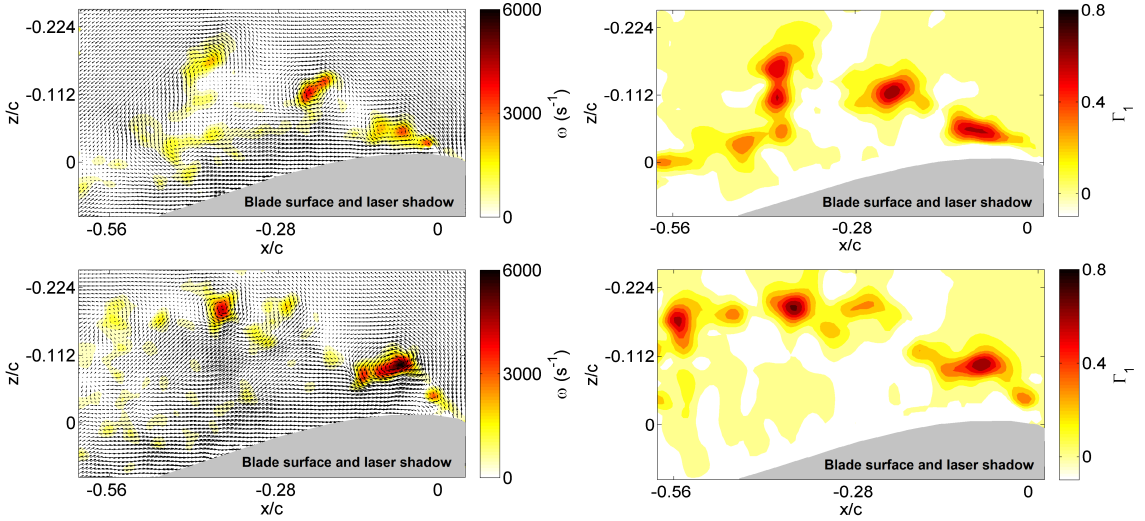 -0.224
-0.112
0
z/c
Blade surface and laser shadow
-0.56
-0.28
0
x/c
6000
3000
0
ω (s⁻¹)
-0.224
-0.112
0
z/c
Blade surface and laser shadow
-0.56
-0.28
0
x/c
0.8
0.4
0
Γ₁
-0.224
-0.112
0
z/c
Blade surface and laser shadow
-0.56
-0.28
0
x/c
6000
3000
0
ω (s⁻¹)
-0.224
-0.112
0
z/c
Blade surface and laser shadow
-0.56
-0.28
0
x/c
0.8
0.4
0
Γ₁